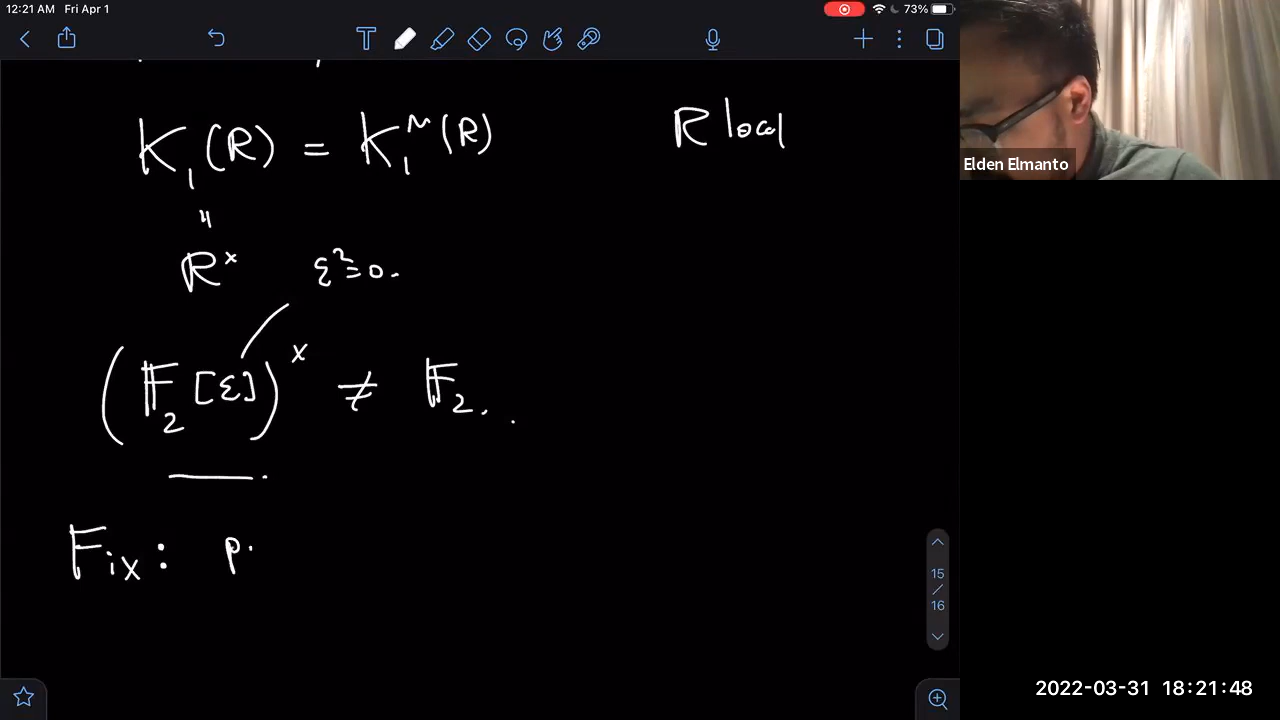 12:21 AM Fri Apr 1
73%
K₁(R) = K₁ᴹ(R)
R local
"
Rˣ
ε² = 0.
(𝔽₂[ε])ˣ ≠ 𝔽₂.
Fix: p.
15
/
16
Elden Elmanto
2022-03-31 18:21:48